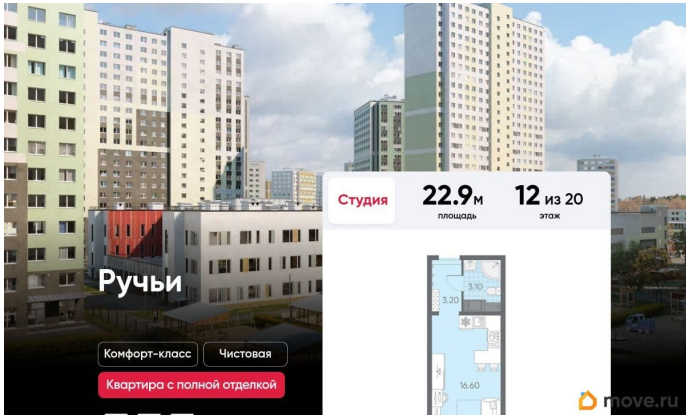 Студия
22.9м
площадь
12 из 20
этаж
3.10
3.20
16.60
Ручьи
Комфорт-класс
Чистовая
Квартира с полной отделкой
move.ru